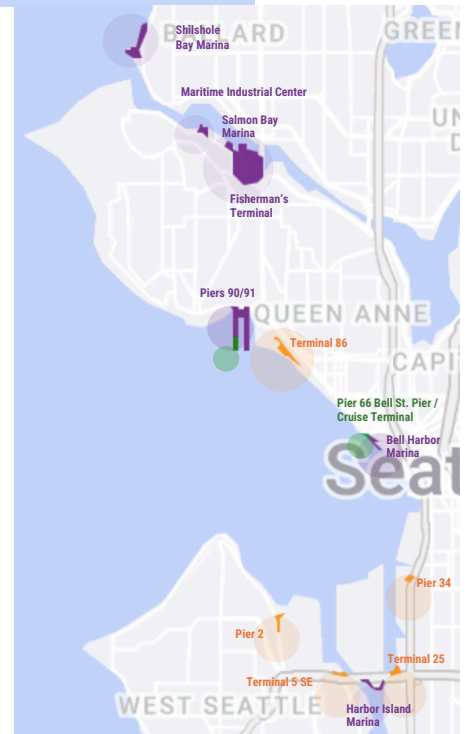 Shilshole
Bay Marina
BALLARD
GREEN
Maritime Industrial Center
Salmon Bay
Marina
UN
D
Fisherman's
Terminal
Piers 90/91
QUEEN ANNE
Terminal 86
CAPI
Pier 66 Bell St. Pier /
Cruise Terminal
Bell Harbor
Marina
Seat
Pier 34
Pier 2
Terminal 25
Terminal 5 SE
WEST SEATTLE
Harbor Island
Marina